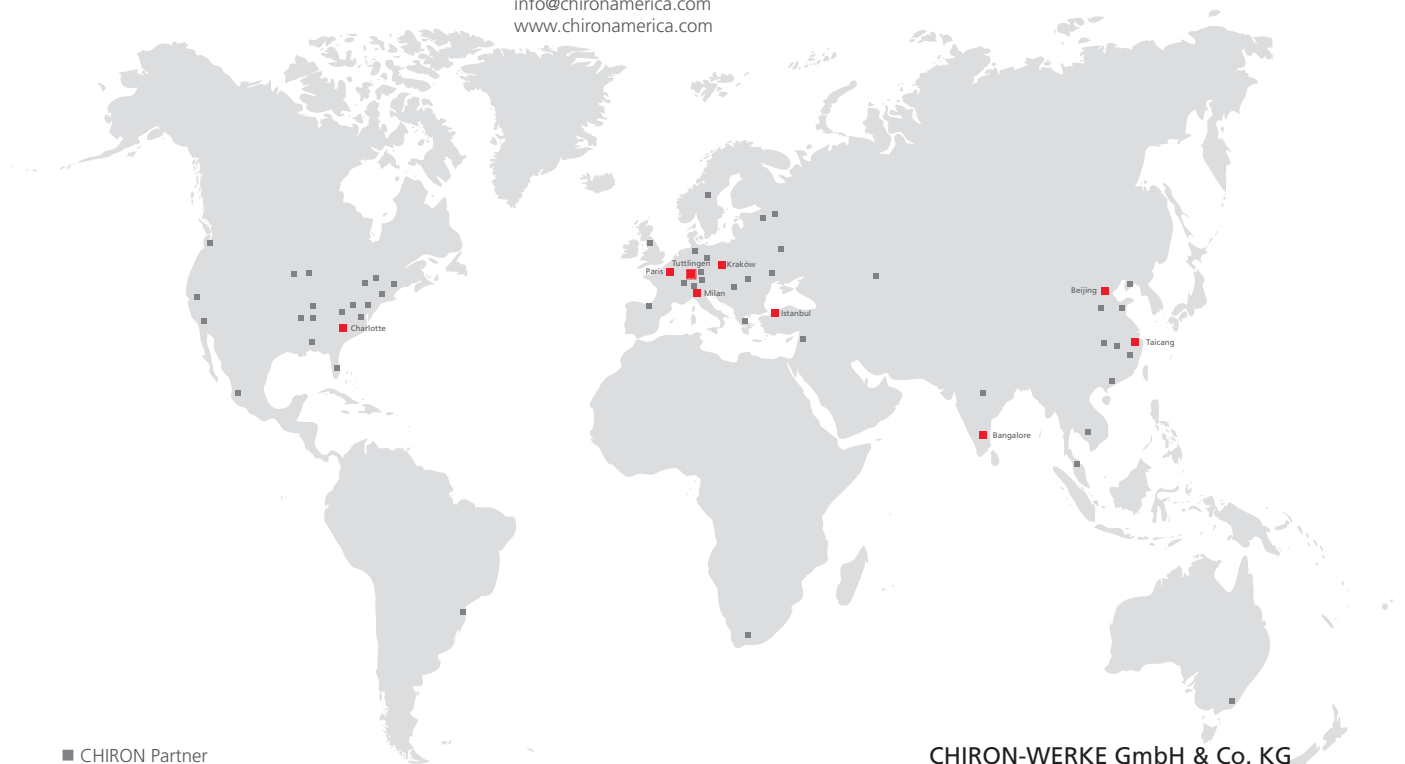 info@chironamerica.com
www.chironamerica.com
Tuttlingen
Paris
Kraków
Milan
Istanbul
Charlotte
Beijing
Taicang
Bangalore
CHIRON Partner
CHIRON-WERKE GmbH & Co. KG